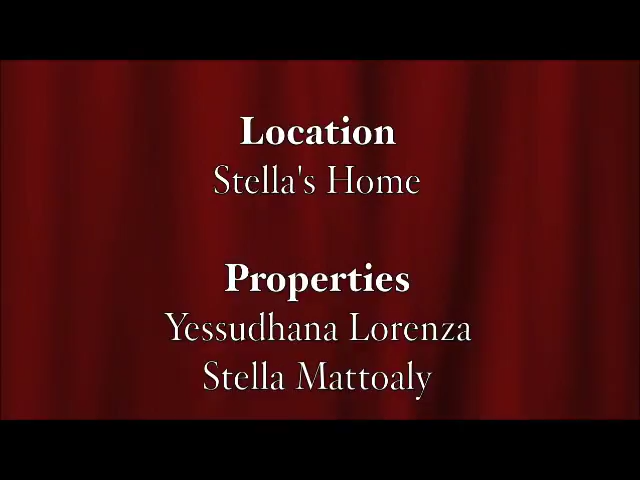 Location
Stella's Home
Properties
Yessudhana Lorenza
Stella Mattoaly